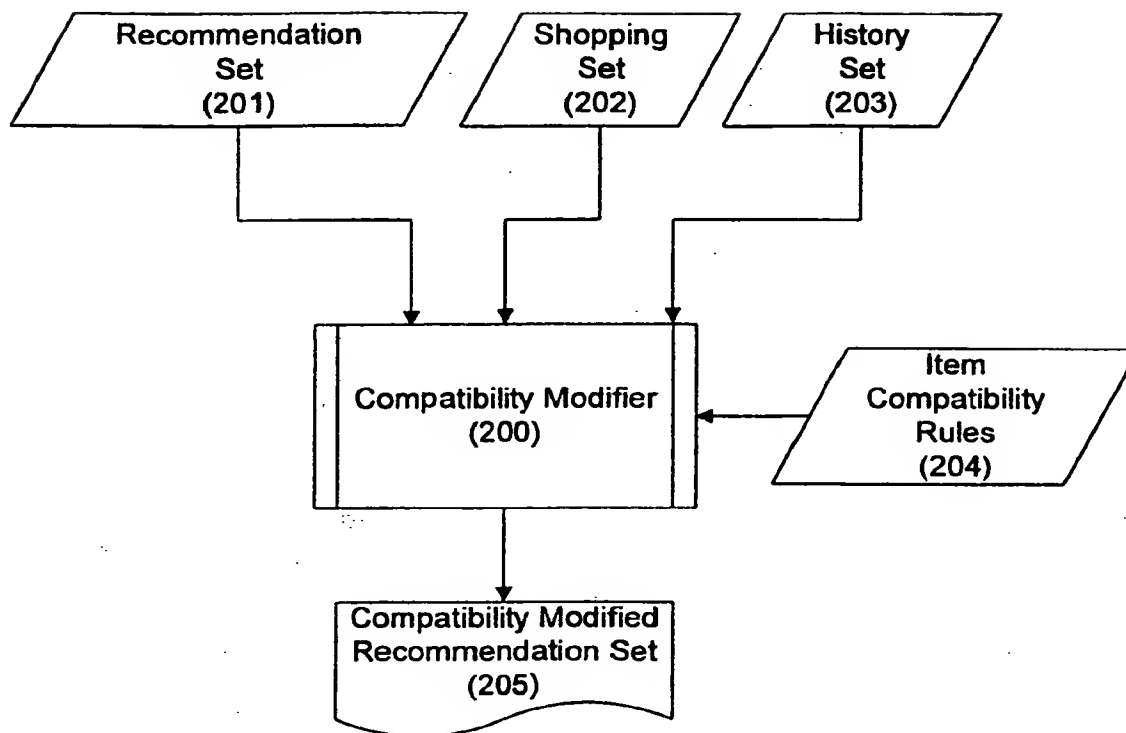 Recommendation
Set
(201)
Shopping
Set
(202)
History
Set
(203)
Compatibility Modifier
(200)
Item
Compatibility
Rules
(204)
Compatibility Modified
Recommendation Set
(205)